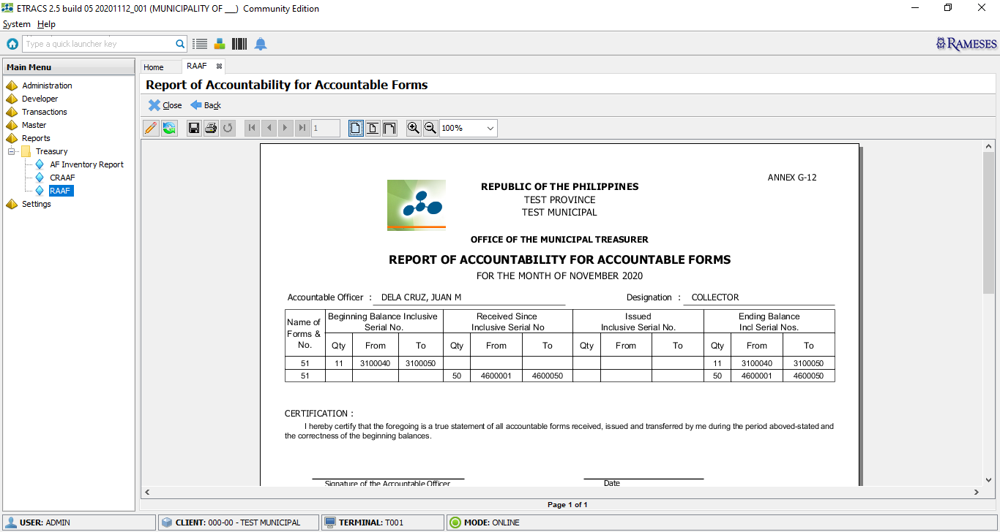 ETRACS 2.5 build 05 20201112_001 (MUNICIPALITY OF ___) Community Edition
System Help
Type a quick launcher key
RAMESES
Main Menu
Administration
Developer
Transactions
Master
Reports
Treasury
AF Inventory Report
CRAAF
RAAF
Settings
Home RAAF
Report of Accountability for Accountable Forms
Close Back
1 100%
ANNEX G-12
REPUBLIC OF THE PHILIPPINES
TEST PROVINCE
TEST MUNICIPAL
OFFICE OF THE MUNICIPAL TREASURER
REPORT OF ACCOUNTABILITY FOR ACCOUNTABLE FORMS
FOR THE MONTH OF NOVEMBER 2020
Accountable Officer : DELA CRUZ, JUAN M Designation : COLLECTOR
Name of Forms & No. Beginning Balance Inclusive Serial No. Received Since Inclusive Serial No Issued Inclusive Serial No. Ending Balance Incl Serial Nos.
Qty From To Qty From To Qty From To Qty From To
51 11 3100040 3100050 11 3100040 3100050
51 50 4600001 4600050 50 4600001 4600050
CERTIFICATION :
I hereby certify that the foregoing is a true statement of all accountable forms received, issued and transferred by me during the period aboved-stated and
the correctness of the beginning balances.
Signature of the Accountable Officer Date
Page 1 of 1
USER: ADMIN CLIENT: 000-00 - TEST MUNICIPAL TERMINAL: T001 MODE: ONLINE